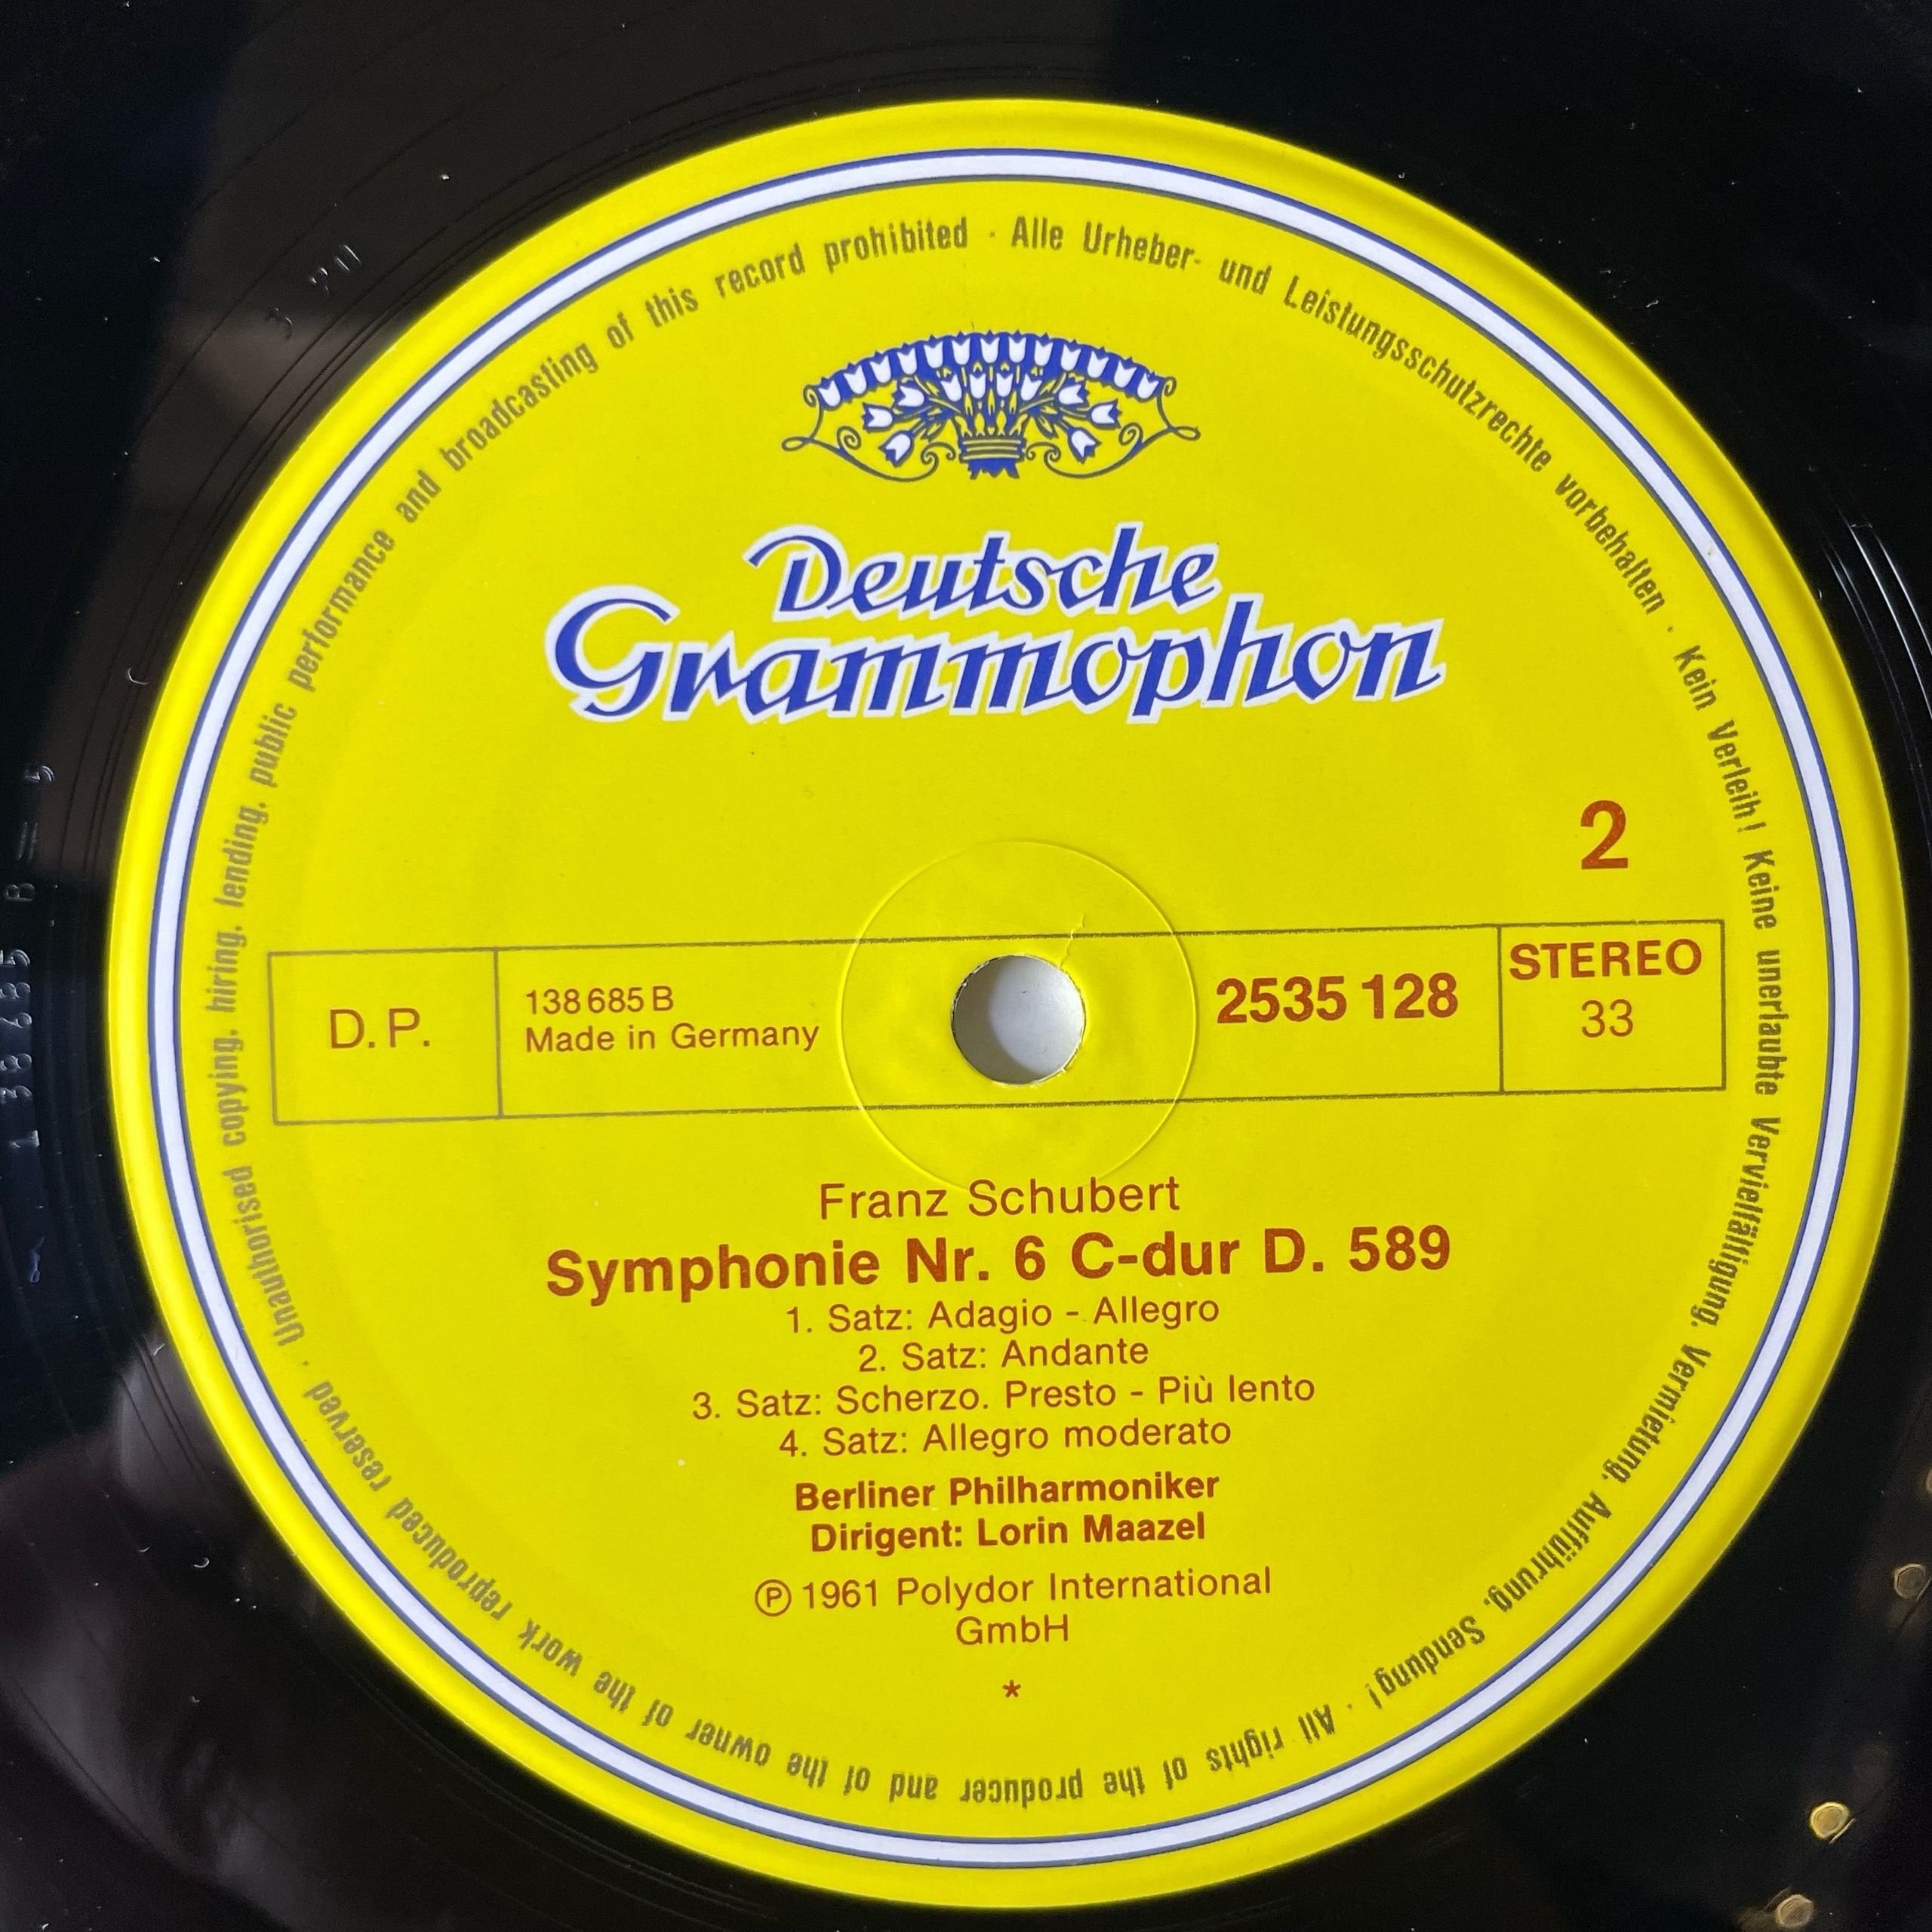 Deutsche
Grammophon
2
D.P.
138 685 B
Made in Germany
2535 128
STEREO
33
Franz Schubert
Symphonie Nr. 6 C-dur D. 589
1. Satz: Adagio - Allegro
2. Satz: Andante
3. Satz: Scherzo. Presto - Più lento
4. Satz: Allegro moderato
Berliner Philharmoniker
Dirigent: Lorin Maazel
℗ 1961 Polydor International
GmbH
*
Alle Urheber- und Leistungsschutzrechte vorbehalten · Kein Verleih! Keine unerlaubte Vervielfältigung, Vermietung, Aufführung, Sendung! · All rights of the producer and of the owner of the work reproduced reserved · Unauthorised copying, hiring, lending, public performance and broadcasting of this record prohibited ·